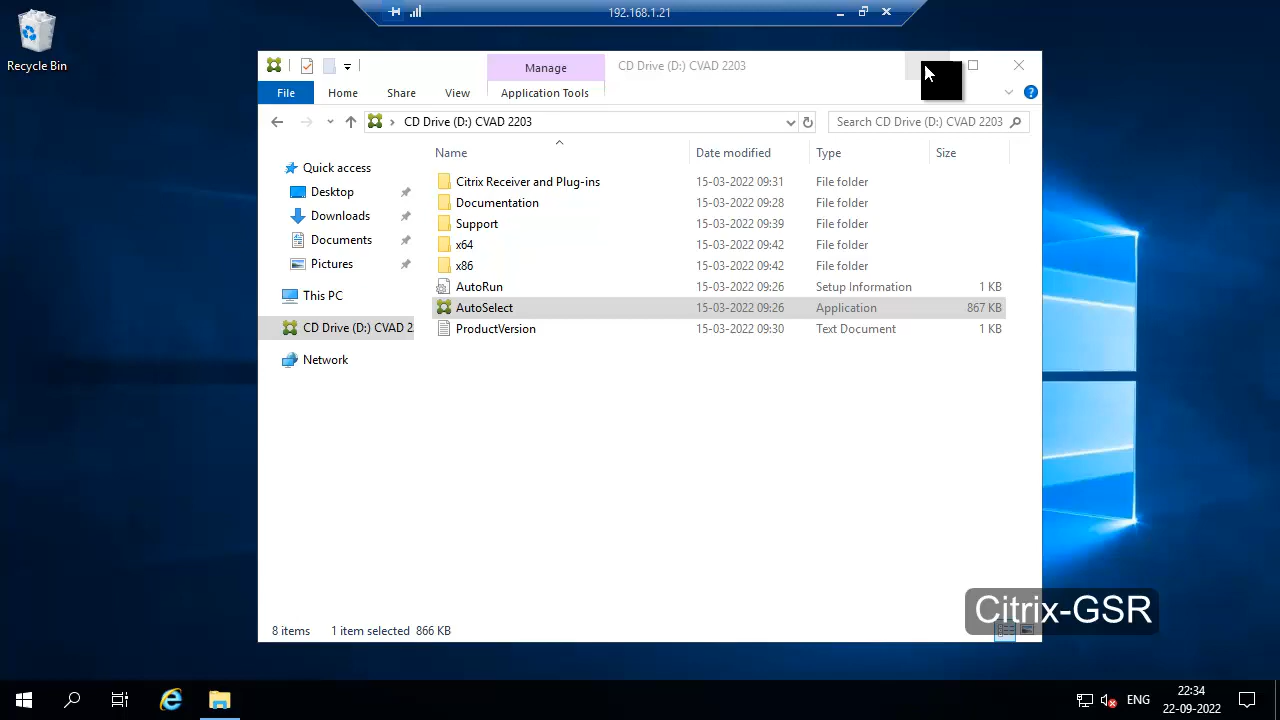 192.168.1.21
Recycle Bin
Manage
CD Drive (D:) CVAD 2203
File
Home
Share
View
Application Tools
CD Drive (D:) CVAD 2203
Search CD Drive (D:) CVAD 2203
Name
Date modified
Type
Size
Quick access
Desktop
Downloads
Documents
Pictures
This PC
CD Drive (D:) CVAD 2
Network
Citrix Receiver and Plug-ins 15-03-2022 09:31 File folder
Documentation 15-03-2022 09:28 File folder
Support 15-03-2022 09:39 File folder
x64 15-03-2022 09:42 File folder
x86 15-03-2022 09:42 File folder
AutoRun 15-03-2022 09:26 Setup Information 1 KB
AutoSelect 15-03-2022 09:26 Application 867 KB
ProductVersion 15-03-2022 09:30 Text Document 1 KB
Citrix-GSR
8 items 1 item selected 866 KB
ENG
22:34
22-09-2022